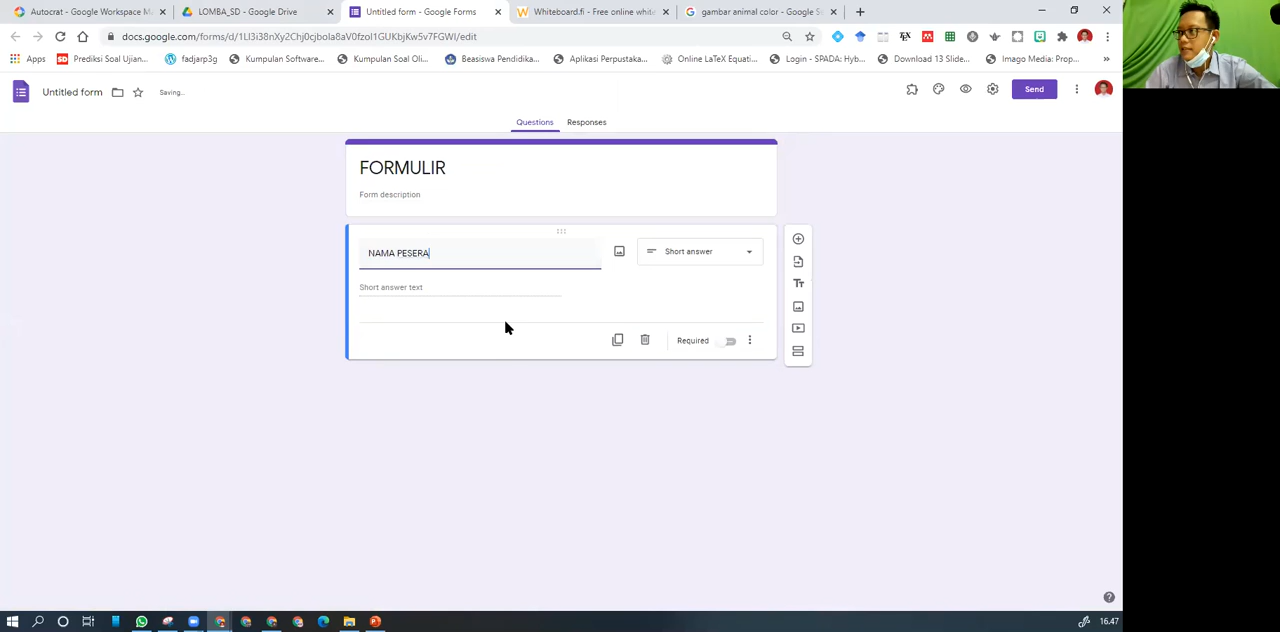 Autocrat - Google Workspace M
LOMBA_SD - Google Drive
Untitled form - Google Forms
Whiteboard.fi - Free online white
gambar animal color - Google S
docs.google.com/forms/d/1LI3i38nXy2Chj0cjbola8aV0fzol1GUKbjKw5v7FGWI/edit
Apps
Prediksi Soal Ujian...
fadjarp3g
Kumpulan Software...
Kumpulan Soal Oli...
Beasiswa Pendidika...
Aplikasi Perpustaka...
Online LaTeX Equati...
Login - SPADA: Hyb...
Download 13 Slide...
Imago Media: Prop...
Untitled form
Saving...
Send
Questions
Responses
FORMULIR
Form description
NAMA PESERA
Short answer
Short answer text
Required
16.47